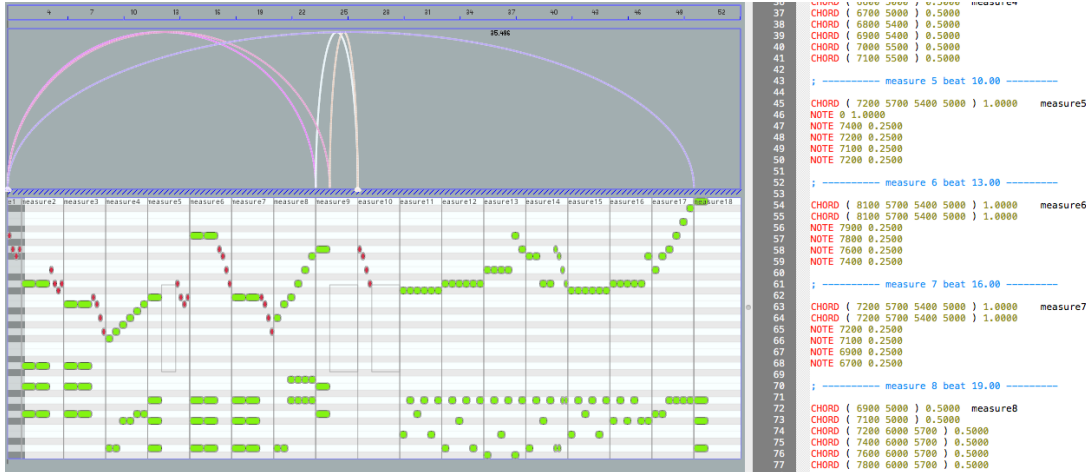 4 7 10 13 16 19 22 25 28 31 34 37 40 43 46 49 52
35.486
measure2 measure3 measure4 measure5 measure6 measure7 measure8 measure9 measure10 measure11 measure12 measure13 measure14 measure15 measure16 measure17 measure18
36 CHORD ( 6600 5000 ) 0.5000 measure4
37 CHORD ( 6700 5000 ) 0.5000
38 CHORD ( 6800 5400 ) 0.5000
39 CHORD ( 6900 5400 ) 0.5000
40 CHORD ( 7000 5500 ) 0.5000
41 CHORD ( 7100 5500 ) 0.5000
42
43 ; ---------- measure 5 beat 10.00 ---------
44
45 CHORD ( 7200 5700 5400 5000 ) 1.0000 measure5
46 NOTE 0 1.0000
47 NOTE 7400 0.2500
48 NOTE 7200 0.2500
49 NOTE 7100 0.2500
50 NOTE 7200 0.2500
51
52 ; ---------- measure 6 beat 13.00 ---------
53
54 CHORD ( 8100 5700 5400 5000 ) 1.0000 measure6
55 CHORD ( 8100 5700 5400 5000 ) 1.0000
56 NOTE 7900 0.2500
57 NOTE 7800 0.2500
58 NOTE 7600 0.2500
59 NOTE 7400 0.2500
60
61 ; ---------- measure 7 beat 16.00 ---------
62
63 CHORD ( 7200 5700 5400 5000 ) 1.0000 measure7
64 CHORD ( 7200 5700 5400 5000 ) 1.0000
65 NOTE 7200 0.2500
66 NOTE 7100 0.2500
67 NOTE 6900 0.2500
68 NOTE 6700 0.2500
69
70 ; ---------- measure 8 beat 19.00 ---------
71
72 CHORD ( 6900 5000 ) 0.5000 measure8
73 CHORD ( 7100 5000 ) 0.5000
74 CHORD ( 7200 6000 5700 ) 0.5000
75 CHORD ( 7400 6000 5700 ) 0.5000
76 CHORD ( 7600 6000 5700 ) 0.5000
77 CHORD ( 7800 6000 5700 ) 0.5000